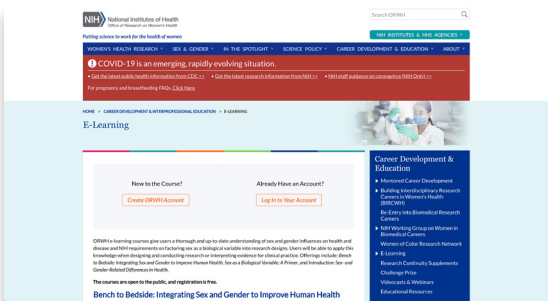 Search ORWH
NIH National Institutes of Health
Office of Research on Women's Health
Putting science to work for the health of women
NIH INSTITUTES & HHS AGENCIES
WOMEN'S HEALTH RESEARCH SEX & GENDER IN THE SPOTLIGHT SCIENCE POLICY CAREER DEVELOPMENT & EDUCATION ABOUT
COVID-19 is an emerging, rapidly evolving situation.
• Get the latest public health information from CDC >> • Get the latest research information from NIH >> • NIH staff guidance on coronavirus (NIH Only) >>
For pregnancy and breastfeeding FAQs, Click Here
HOME > CAREER DEVELOPMENT & INTERPROFESSIONAL EDUCATION > E-LEARNING
E-Learning
New to the Course?
Create ORWH Account
Already Have an Account?
Log In to Your Account
ORWH e-learning courses give users a thorough and up-to-date understanding of sex and gender influences on health and
disease and NIH requirements on factoring sex as a biological variable into research designs. Users will be able to apply this
knowledge when designing and conducting research or interpreting evidence for clinical practice. Offerings include: Bench
to Bedside: Integrating Sex and Gender to Improve Human Health, Sex as a Biological Variable: A Primer, and Introduction: Sex- and
Gender-Related Differences in Health.
The courses are open to the public, and registration is free.
Bench to Bedside: Integrating Sex and Gender to Improve Human Health
Career Development &
Education
Mentored Career Development
Building Interdisciplinary Research
Careers in Women's Health
(BIRCWH)
Re-Entry into Biomedical Research
Careers
NIH Working Group on Women in
Biomedical Careers
Women of Color Research Network
E-Learning
Research Continuity Supplements
Challenge Prize
Videocasts & Webinars
Educational Resources